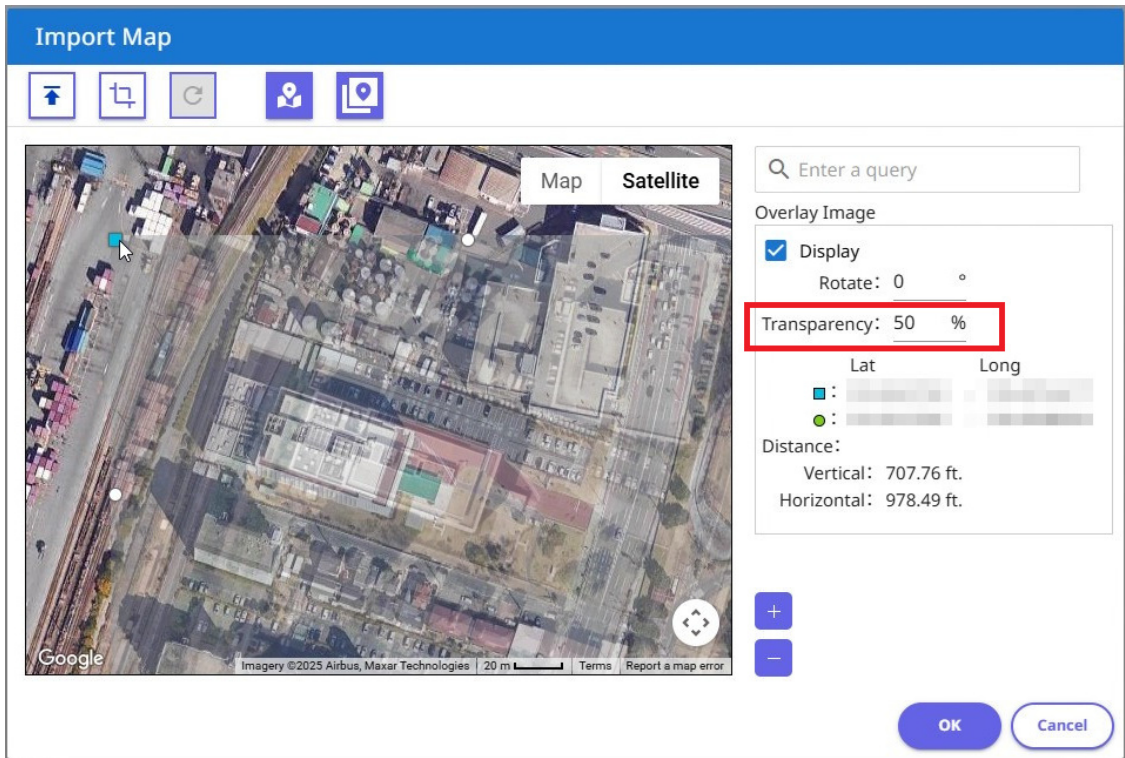 Import Map
Map Satellite
Enter a query
Overlay Image
Display
Rotate: 0 °
Transparency: 50 %
Lat Long
:
:
Distance:
Vertical: 707.76 ft.
Horizontal: 978.49 ft.
+
−
Google
Imagery ©2025 Airbus, Maxar Technologies 20 m Terms Report a map error
OK Cancel